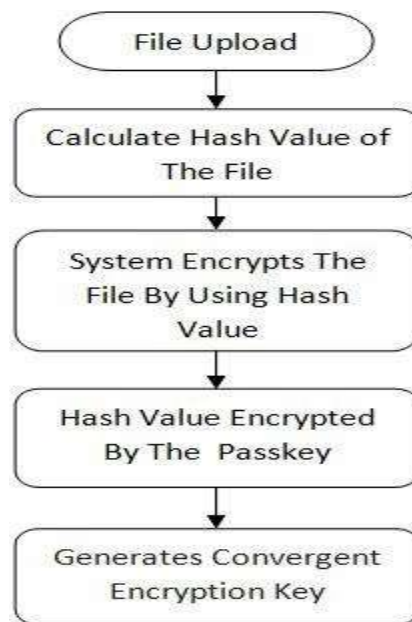 File Upload
Calculate Hash Value of
The File
System Encrypts The
File By Using Hash
Value
Hash Value Encrypted
By The Passkey
Generates Convergent
Encryption Key